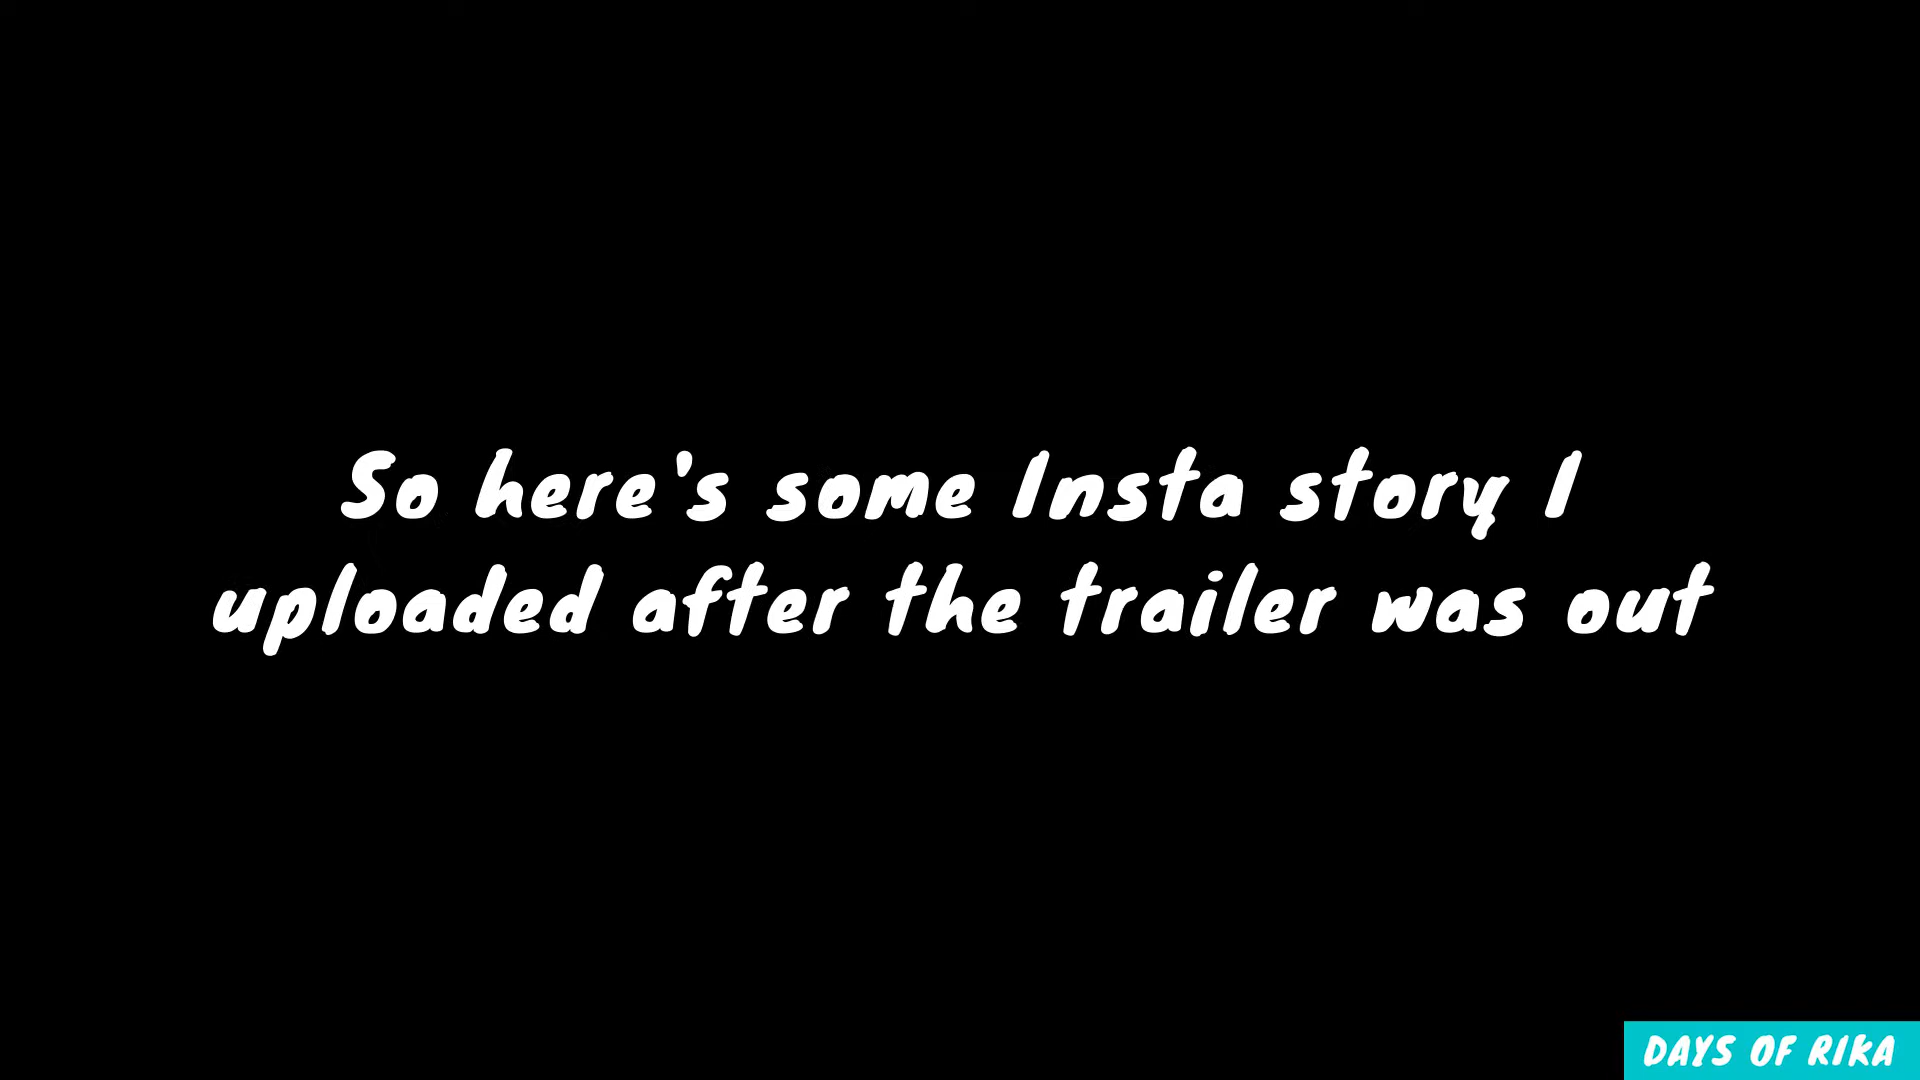 So here's some Insta story I
uploaded after the trailer was out
DAYS OF RIKA